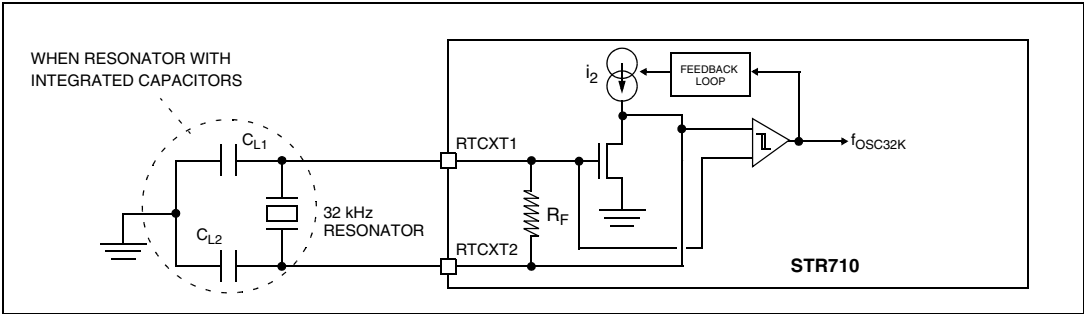 WHEN RESONATOR WITH
INTEGRATED CAPACITORS
CL1
CL2
32 kHz
RESONATOR
RTCXT1
RTCXT2
RF
i2
FEEDBACK
LOOP
fOSC32K
STR710